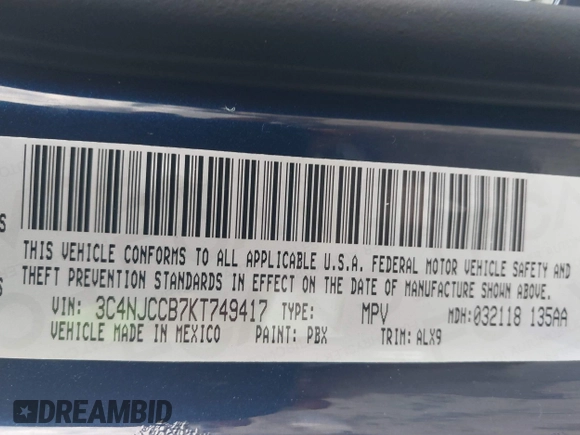 THIS VEHICLE CONFORMS TO ALL APPLICABLE U.S.A. FEDERAL MOTOR VEHICLE SAFETY AND
THEFT PREVENTION STANDARDS IN EFFECT ON THE DATE OF MANUFACTURE SHOWN ABOVE.
VIN: 3C4NJCCB7KT749417 TYPE: MPV MDH:032118 135AA
VEHICLE MADE IN MEXICO PAINT: PBX TRIM: ALX9
DREAMBID